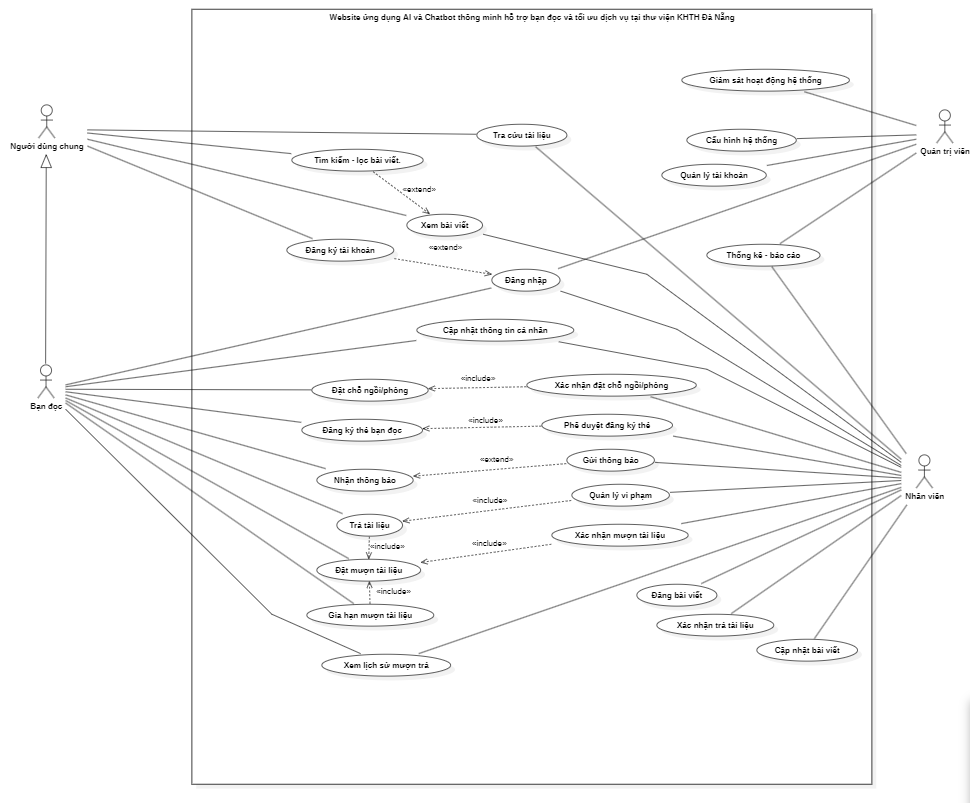 Website ứng dụng AI và Chatbot thông minh hỗ trợ bạn đọc và tối ưu dịch vụ tại thư viện KHTH Đà Nẵng
Giám sát hoạt động hệ thống
Người dùng chung
Tra cứu tài liệu
Cấu hình hệ thống
Quản trị viên
Tìm kiếm - lọc bài viết.
Quản lý tài khoản
«extend»
Xem bài viết
Đăng ký tài khoản
«extend»
Thống kê - báo cáo
Đăng nhập
Cập nhật thông tin cá nhân
Bạn đọc
Đặt chỗ ngồi/phòng
«include»
Xác nhận đặt chỗ ngồi/phòng
Đăng ký thẻ bạn đọc
«include»
Phê duyệt đăng ký thẻ
Nhận thông báo
«extend»
Gửi thông báo
Quản lý vi phạm
Nhân viên
«include»
Trả tài liệu
Xác nhận mượn tài liệu
«include»
«include»
Đặt mượn tài liệu
«include»
Đăng bài viết
Gia hạn mượn tài liệu
Xác nhận trả tài liệu
Cập nhật bài viết
Xem lịch sử mượn trả